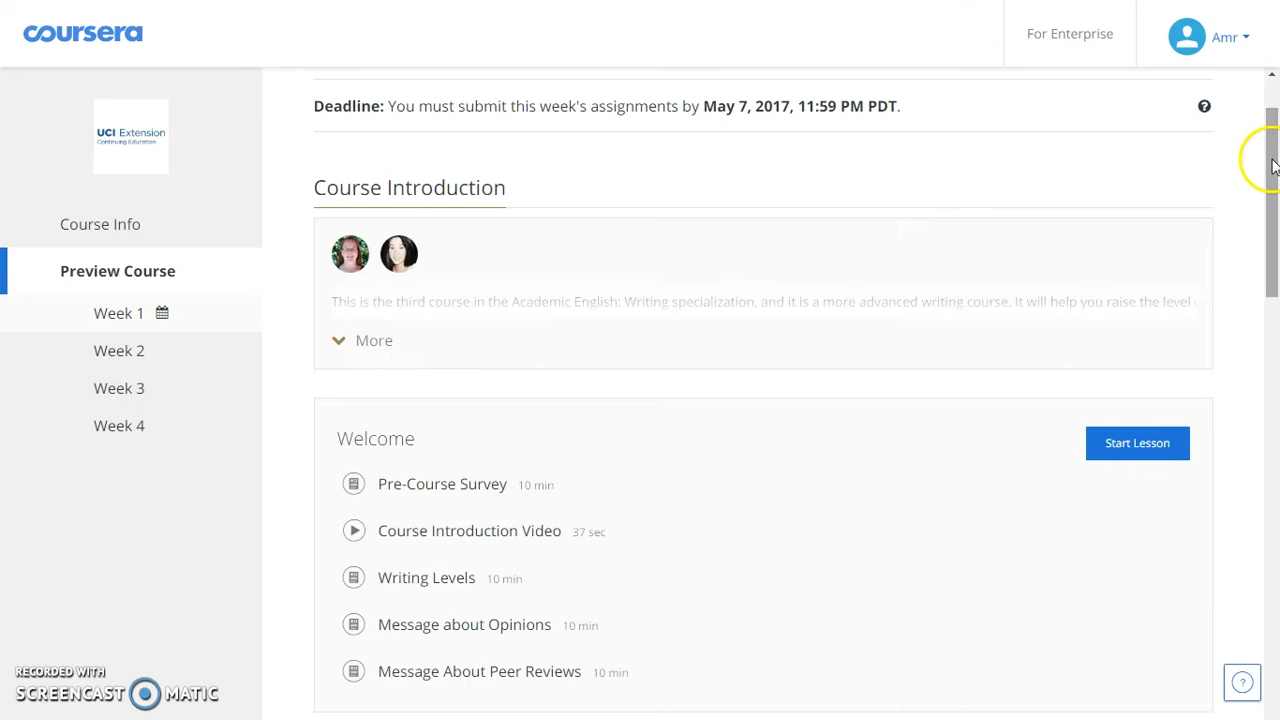 coursera
For Enterprise
Amr
UCI Extension
Continuing Education
Course Info
Preview Course
Week 1
Week 2
Week 3
Week 4
Deadline: You must submit this week's assignments by May 7, 2017, 11:59 PM PDT.
Course Introduction
This is the third course in the Academic English: Writing specialization, and it is a more advanced writing course. It will help you raise the level
More
Welcome
Start Lesson
Pre-Course Survey 10 min
Course Introduction Video 37 sec
Writing Levels 10 min
Message about Opinions 10 min
Message About Peer Reviews 10 min
RECORDED WITH
SCREENCAST MATIC